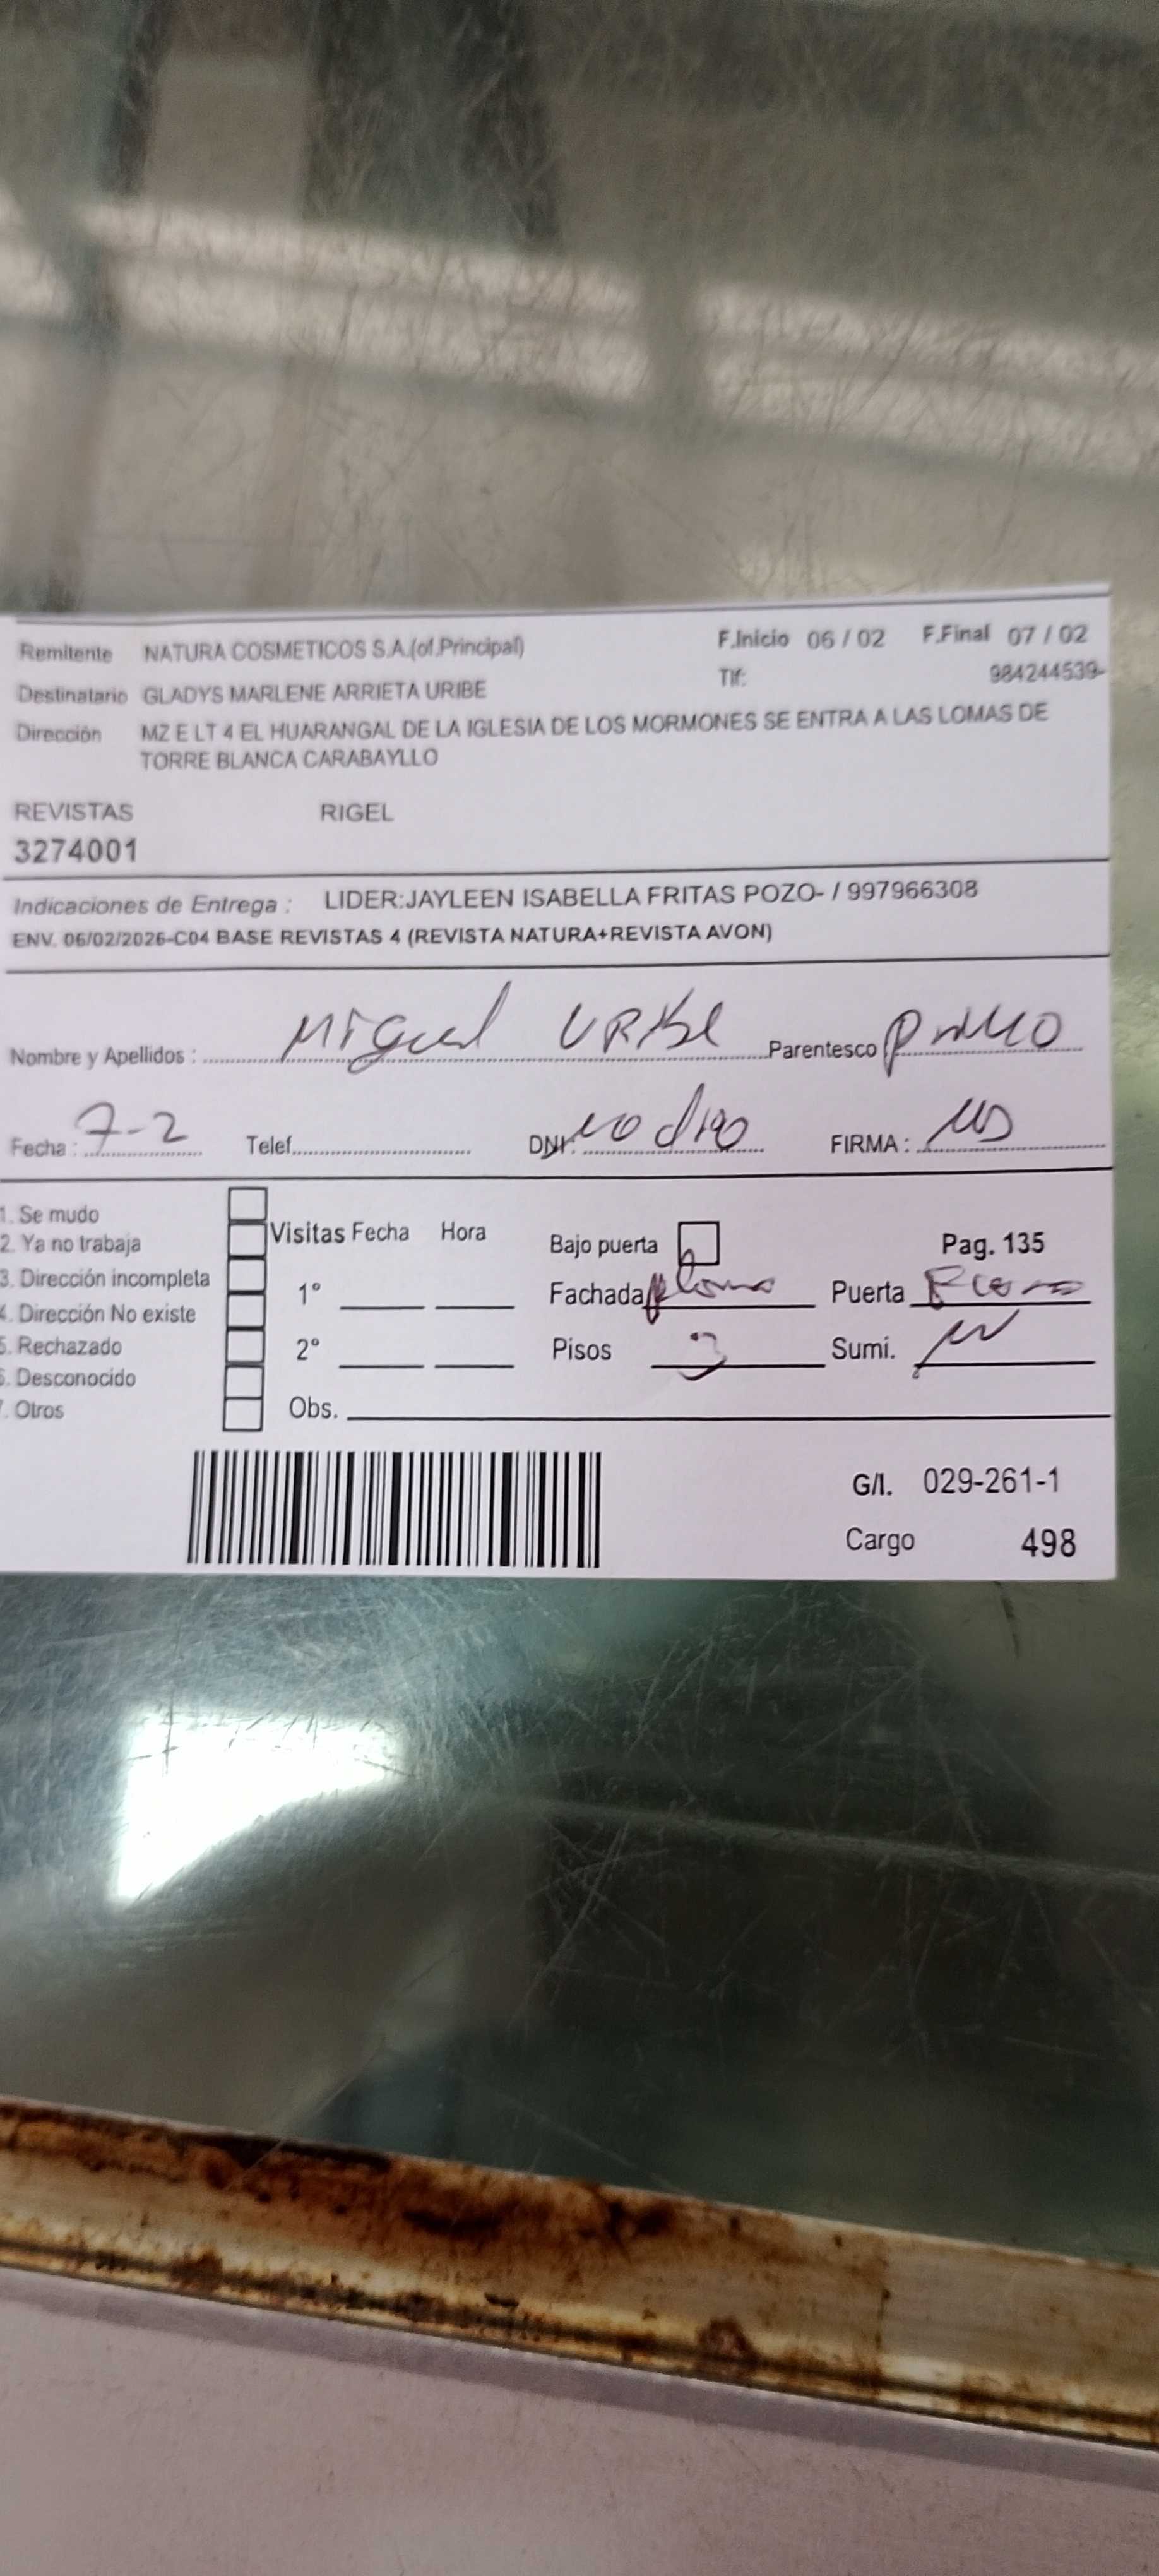 Remitente NATURA COSMETICOS S.A.(of.Principal) F.Inicio 06 / 02 F.Final 07 / 02
Destinatario GLADYS MARLENE ARRIETA URIBE Tlf: 984244539-
Dirección MZ E LT 4 EL HUARANGAL DE LA IGLESIA DE LOS MORMONES SE ENTRA A LAS LOMAS DE
TORRE BLANCA CARABAYLLO
REVISTAS RIGEL
3274001
Indicaciones de Entrega : LIDER:JAYLEEN ISABELLA FRITAS POZO- / 997966308
ENV. 06/02/2026-C04 BASE REVISTAS 4 (REVISTA NATURA+REVISTA AVON)
Nombre y Apellidos : Miguel URIBE Parentesco primo
Fecha : 7-2 Telef. DNI: no dio FIRMA :
1. Se mudo
2. Ya no trabaja
3. Dirección incompleta
4. Dirección No existe
5. Rechazado
6. Desconocido
7. Otros
Visitas Fecha Hora
1°
2°
Obs.
Bajo puerta Pag. 135
Fachada plomo Puerta
Pisos 3 Sumi.
G/I. 029-261-1
Cargo 498